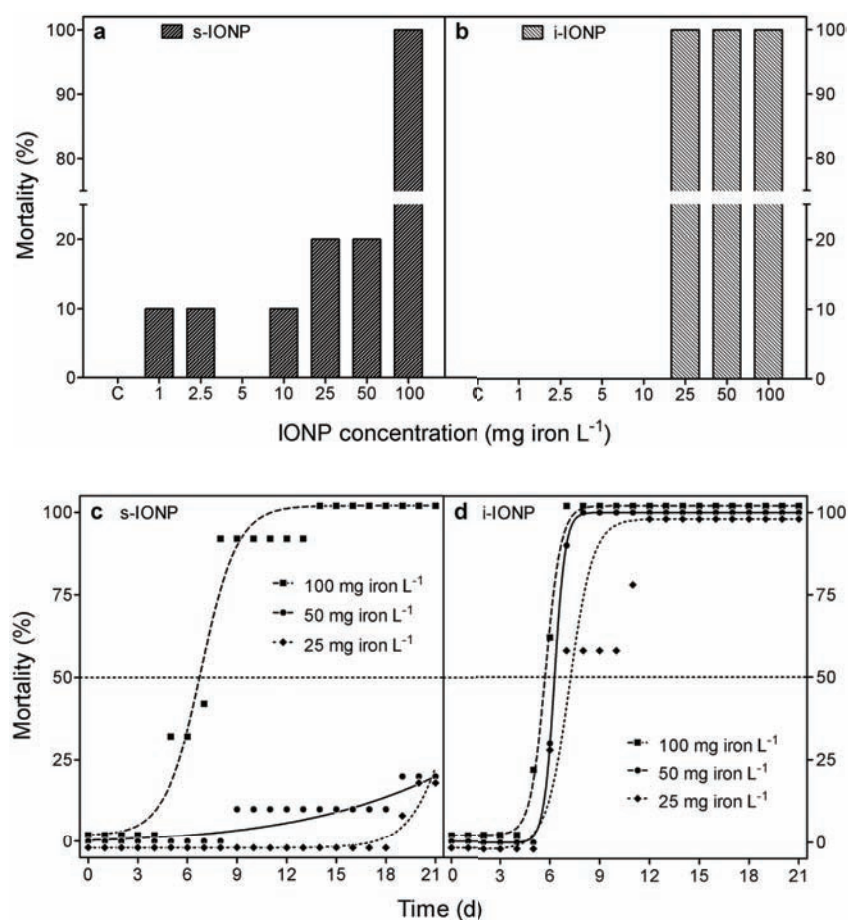 a s-IONP
b i-IONP
Mortality (%)
100
90
80
20
10
0
100
90
80
20
10
0
C 1 2.5 5 10 25 50 100
C 1 2.5 5 10 25 50 100
IONP concentration (mg iron L⁻¹)
c s-IONP
d i-IONP
Mortality (%)
100
75
50
25
0
100 mg iron L⁻¹
50 mg iron L⁻¹
25 mg iron L⁻¹
100 mg iron L⁻¹
50 mg iron L⁻¹
25 mg iron L⁻¹
100
75
50
25
0
0 3 6 9 12 15 18 21
0 3 6 9 12 15 18 21
Time (d)